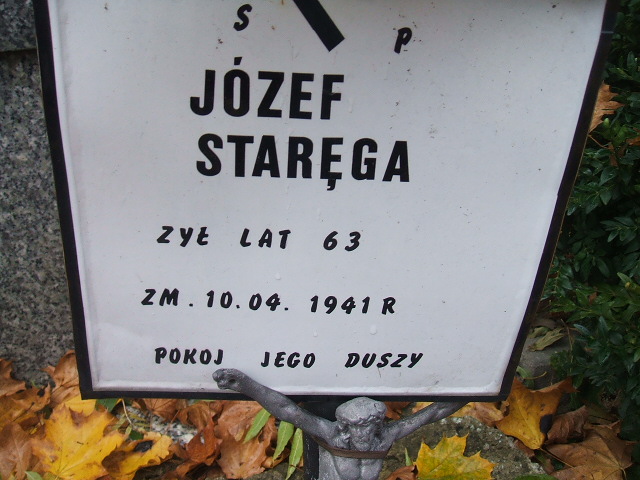 S P
JÓZEF
STARĘGA
ZYŁ LAT 63
ZM. 10.04. 1941 R
POKOJ JEGO DUSZY